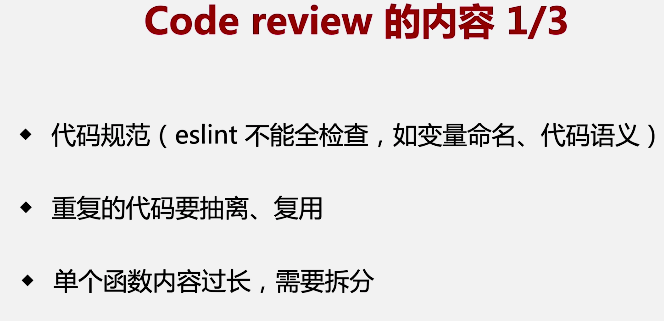 Code review 的内容 1/3
◆ 代码规范（eslint 不能全检查，如变量命名、代码语义）
◆ 重复的代码要抽离、复用
◆ 单个函数内容过长，需要拆分